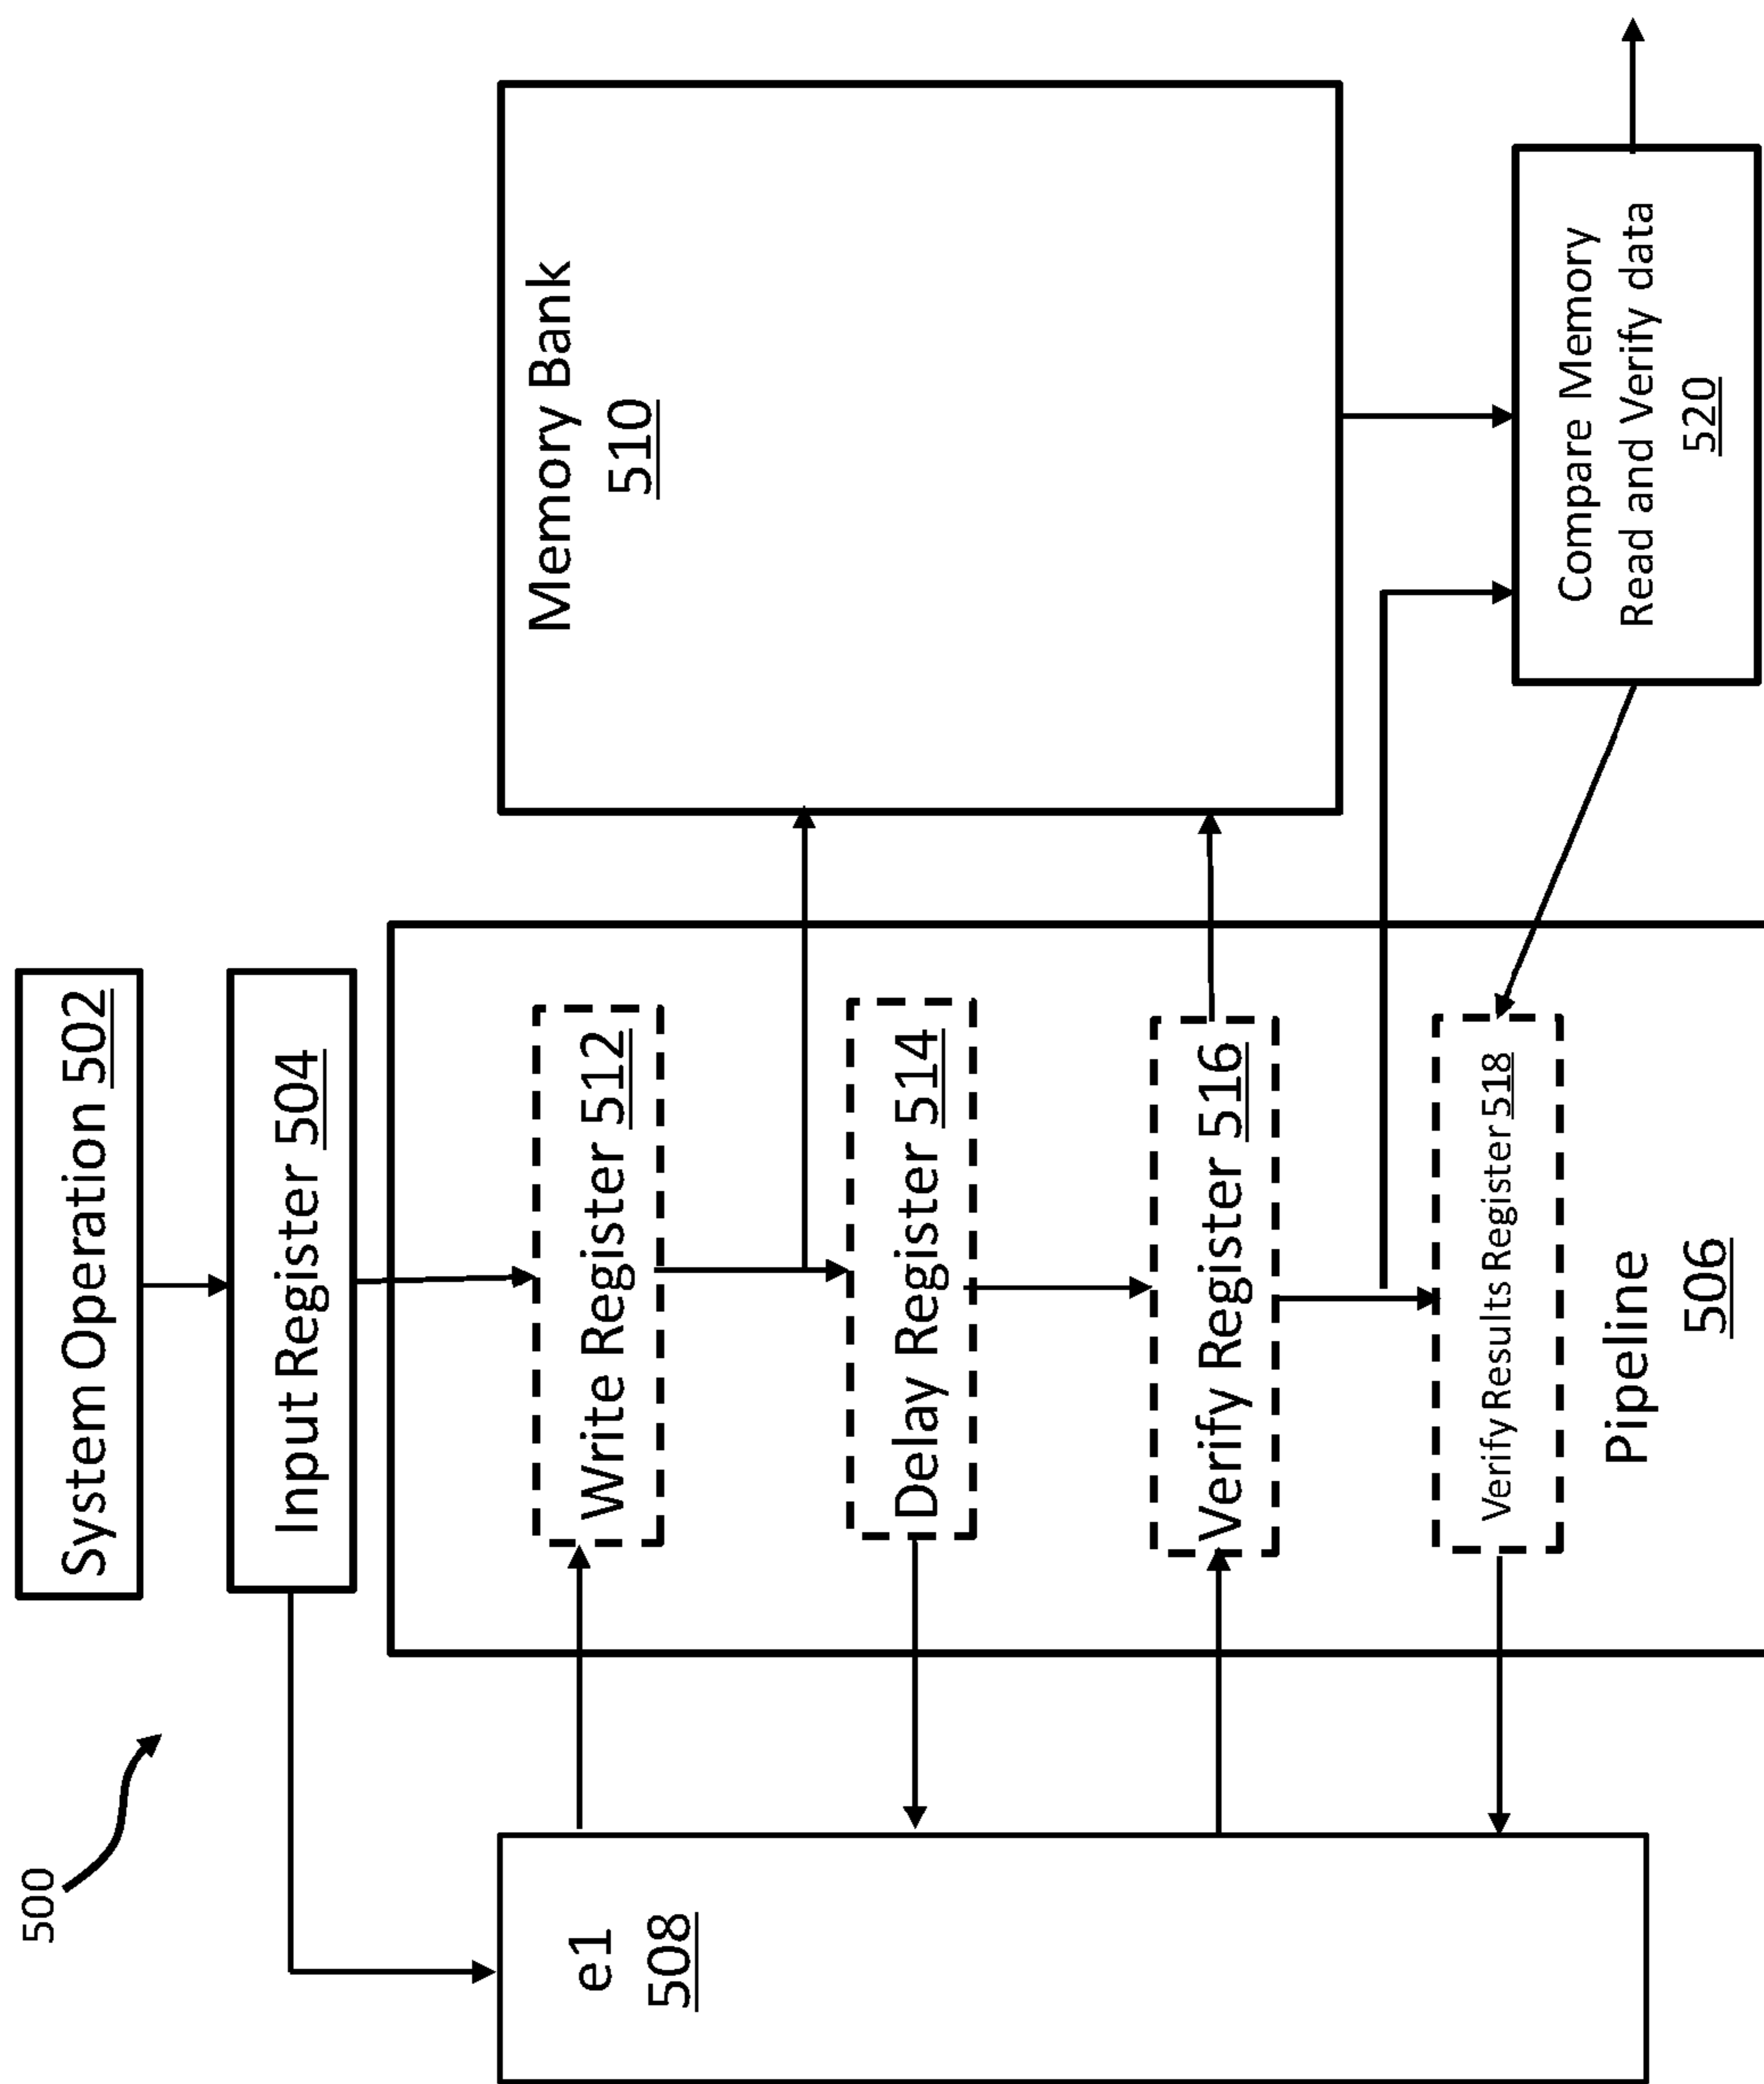 500
System Operation 502
Input Register 504
e1
508
Write Register 512
Delay Register 514
Verify Register 516
Verify Results Register 518
Pipeline
506
Memory Bank
510
Compare Memory
Read and Verify data
520